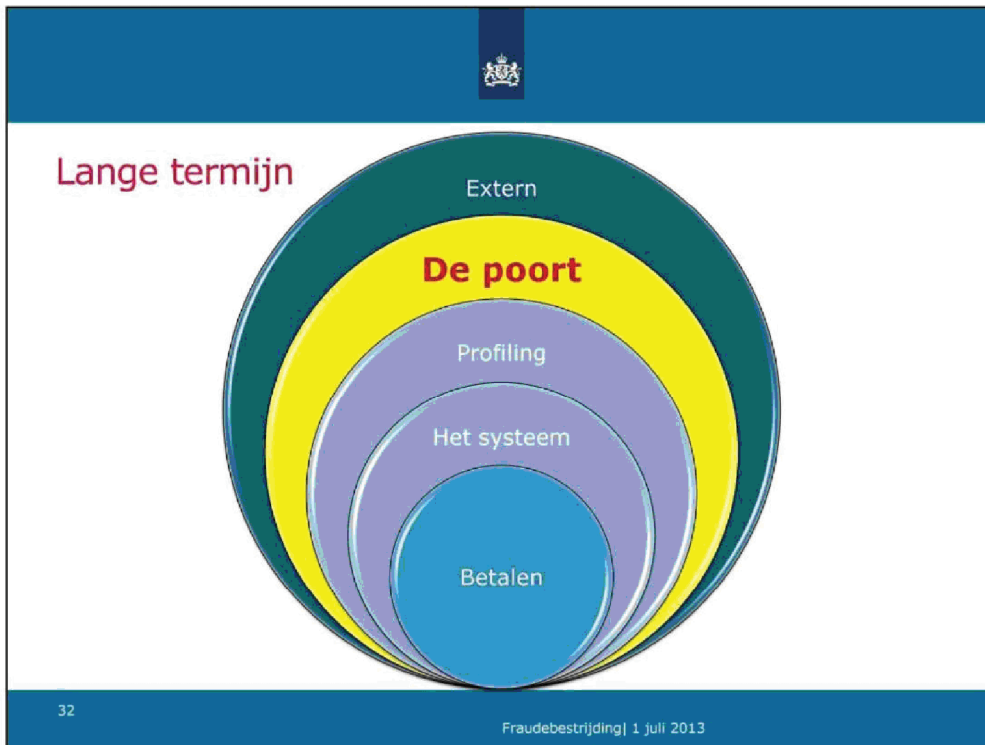 Lange termijn
Extern
De poort
Profiling
Het systeem
Betalen
32
Fraudebestrijding| 1 juli 2013